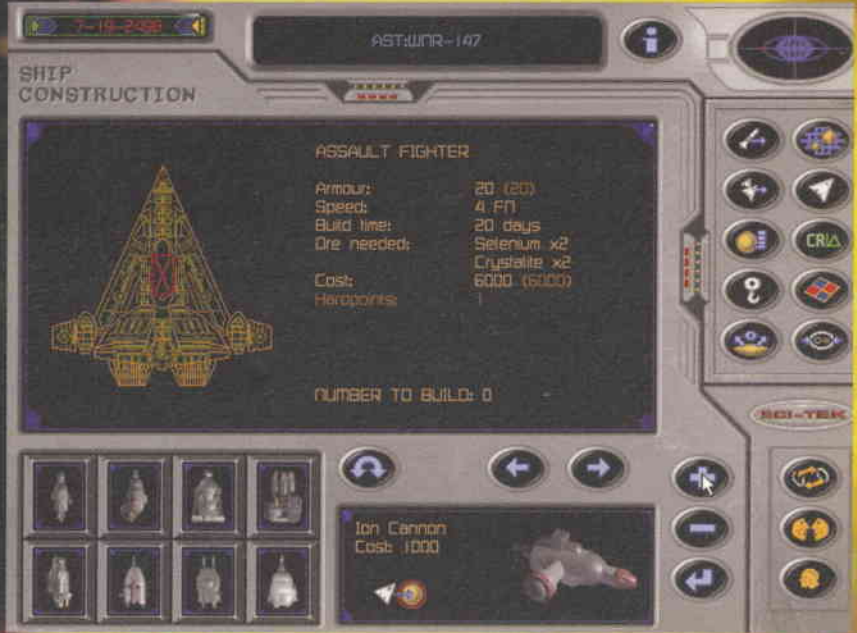 7-19-2498
AST:WNR-147
SHIP
CONSTRUCTION
ASSAULT FIGHTER
Armour: 20 (20)
Speed: 4 FN
Build time: 20 days
Ore needed: Selenium x2
Crystalite x2
Cost: 6000 (6000)
Hardpoints: 1
NUMBER TO BUILD: 0
CRIA
SCI-TEK
Ion Cannon
Cost: 1000